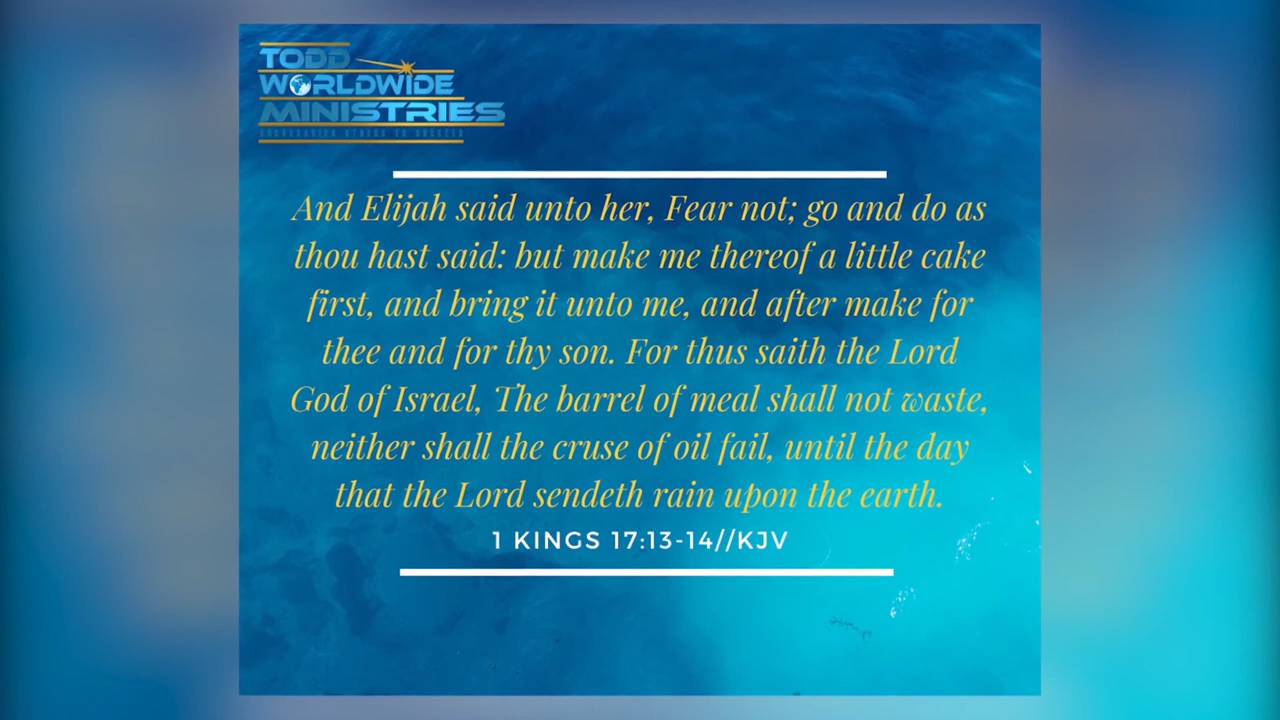 TODD
WORLDWIDE
MINISTRIES
ENCOURAGING OTHERS TO SUCCEED
And Elijah said unto her, Fear not; go and do as
thou hast said: but make me thereof a little cake
first, and bring it unto me, and after make for
thee and for thy son. For thus saith the Lord
God of Israel, The barrel of meal shall not waste,
neither shall the cruse of oil fail, until the day
that the Lord sendeth rain upon the earth.
1 KINGS 17:13-14//KJV